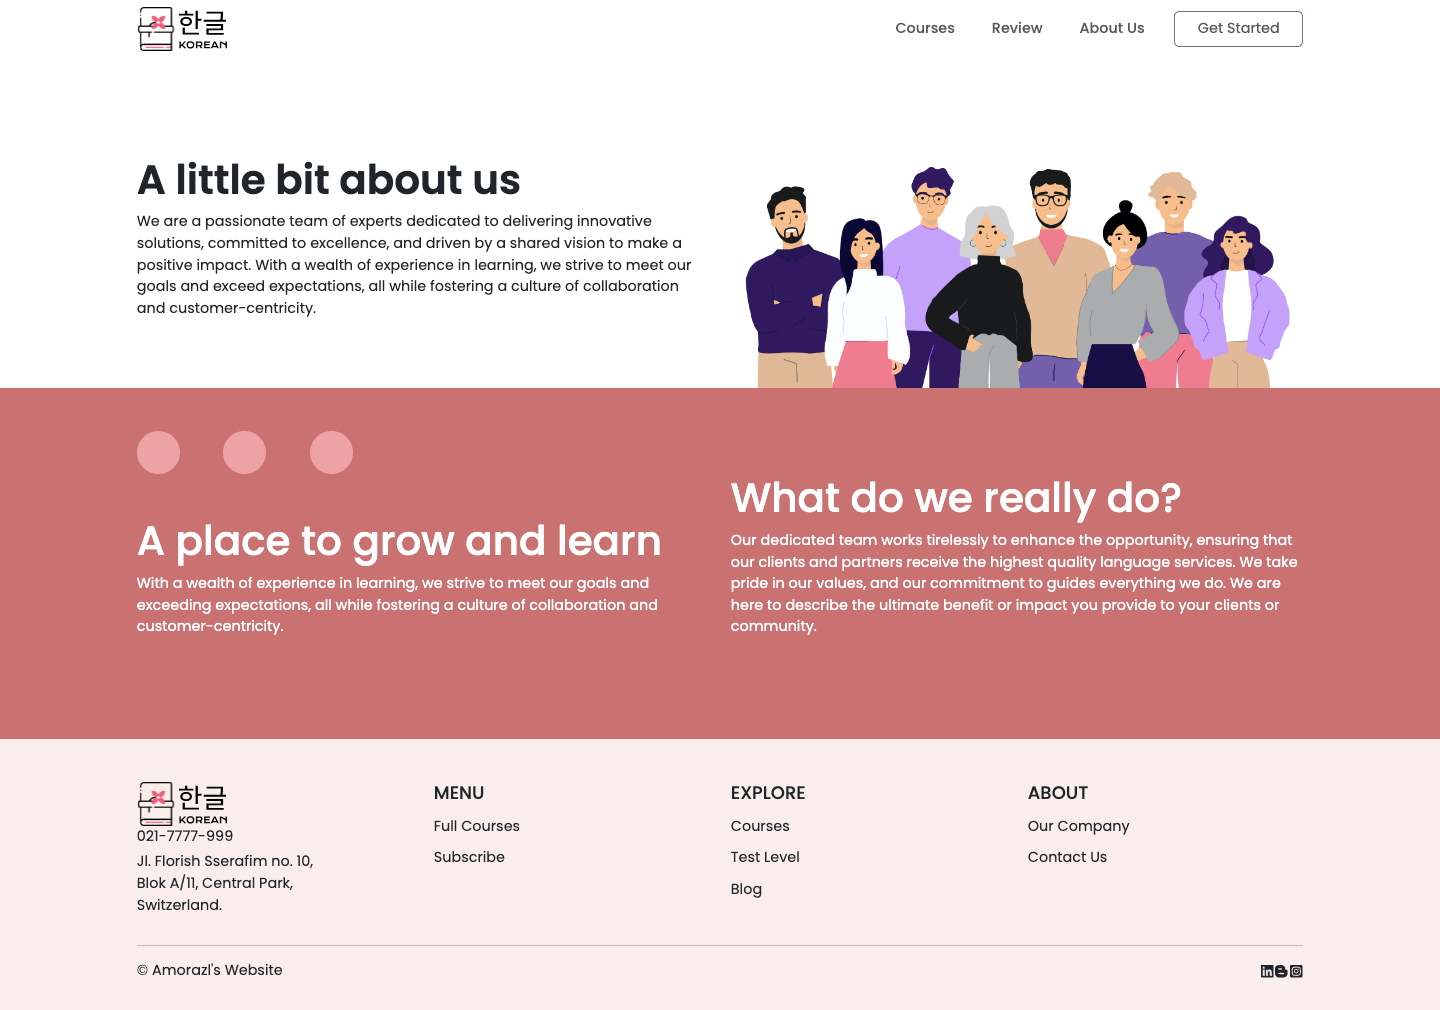 한글
KOREAN
Courses
Review
About Us
Get Started
A little bit about us
We are a passionate team of experts dedicated to delivering innovative
solutions, committed to excellence, and driven by a shared vision to make a
positive impact. With a wealth of experience in learning, we strive to meet our
goals and exceed expectations, all while fostering a culture of collaboration
and customer-centricity.
A place to grow and learn
With a wealth of experience in learning, we strive to meet our goals and
exceeding expectations, all while fostering a culture of collaboration and
customer-centricity.
What do we really do?
Our dedicated team works tirelessly to enhance the opportunity, ensuring that
our clients and partners receive the highest quality language services. We take
pride in our values, and our commitment to guides everything we do. We are
here to describe the ultimate benefit or impact you provide to your clients or
community.
한글
KOREAN
021-7777-999
Jl. Florish Sserafim no. 10,
Blok A/11, Central Park,
Switzerland.
MENU
Full Courses
Subscribe
EXPLORE
Courses
Test Level
Blog
ABOUT
Our Company
Contact Us
© Amorazl's Website